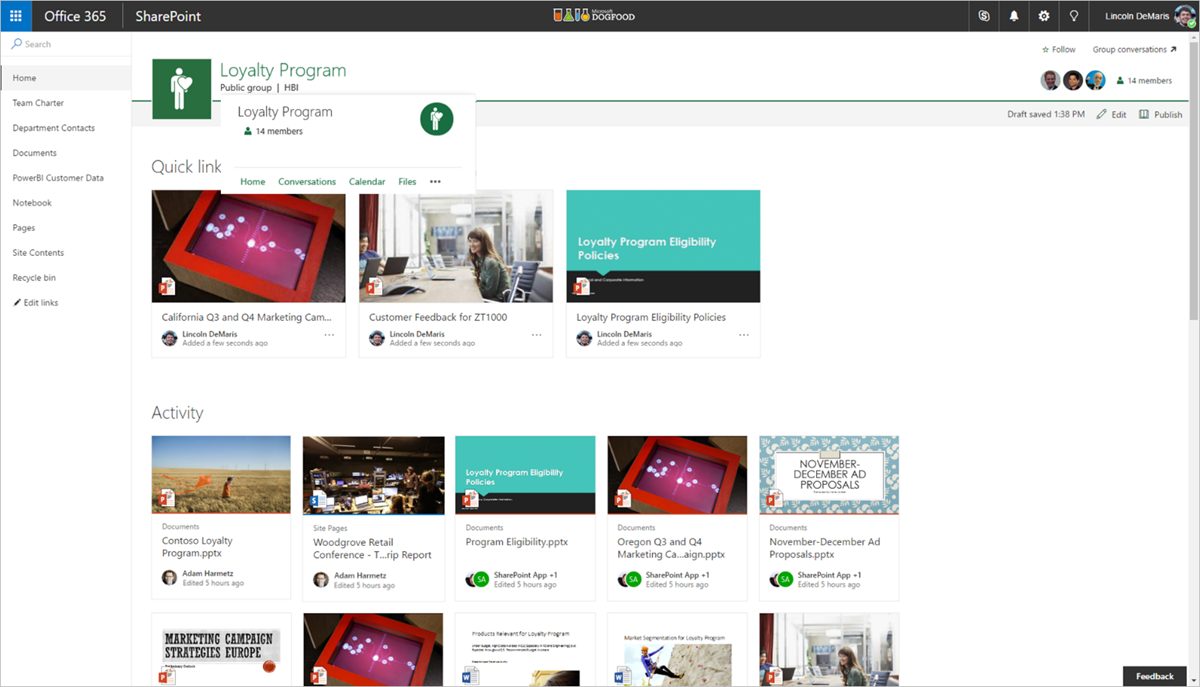 Office 365
SharePoint
Microsoft
DOGFOOD
Lincoln DeMaris
Search
Home
Team Charter
Department Contacts
Documents
PowerBI Customer Data
Notebook
Pages
Site Contents
Recycle bin
Edit links
Loyalty Program
Public group | HBI
Follow
Group conversations
14 members
Draft saved 1:38 PM
Edit
Publish
Loyalty Program
14 members
Home
Conversations
Calendar
Files
Quick link
Loyalty Program Eligibility
Policies
and Corporate Information
California Q3 and Q4 Marketing Cam...
Lincoln DeMaris
Added a few seconds ago
Customer Feedback for ZT1000
Lincoln DeMaris
Added a few seconds ago
Loyalty Program Eligibility Policies
Lincoln DeMaris
Added a few seconds ago
Activity
Documents
Contoso Loyalty
Program.pptx
Adam Harmetz
Edited 5 hours ago
Site Pages
Woodgrove Retail
Conference - T...rip Report
Adam Harmetz
Edited 5 hours ago
Loyalty Program Eligibility
Policies
Documents
Program Eligibility.pptx
SA
SharePoint App +1
Edited 5 hours ago
Documents
Oregon Q3 and Q4
Marketing Ca...aign.pptx
SA
SharePoint App +1
Edited 5 hours ago
NOVEMBER-
DECEMBER AD
PROPOSALS
Documents
November-December Ad
Proposals.pptx
SA
SharePoint App +1
Edited 5 hours ago
MARKETING CAMPAIGN
STRATEGIES EUROPE
Products Relevant for Loyalty Program
Market Segmentation for Loyalty Program
Feedback